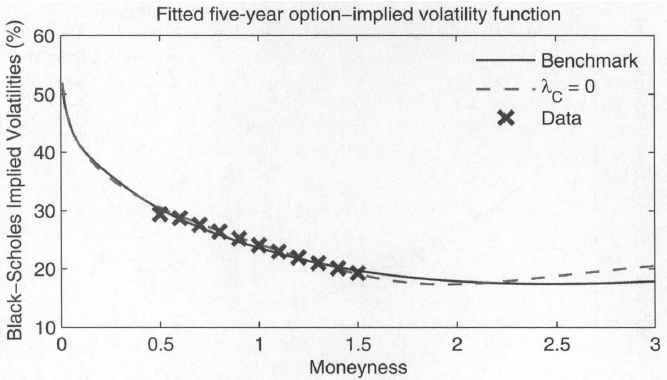 Fitted five-year option-implied volatility function
Black-Scholes Implied Volatilities (%)
60
50
40
30
20
10
Benchmark
λC = 0
Data
0
0.5
1
1.5
2
2.5
3
Moneyness